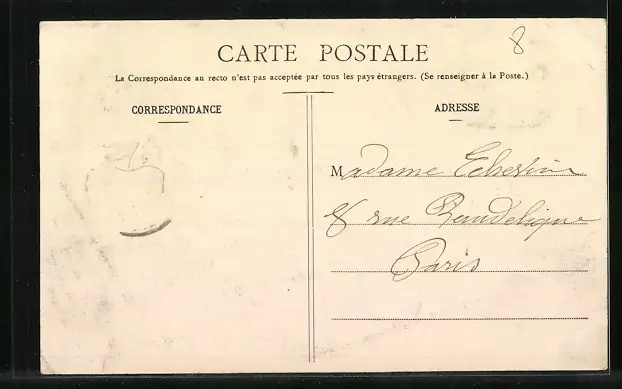 8
CARTE POSTALE
La Correspondance au recto n'est pas acceptée par tous les pays étrangers. (Se renseigner à la Poste.)
CORRESPONDANCE
ADRESSE
Madame
8 rue
Paris